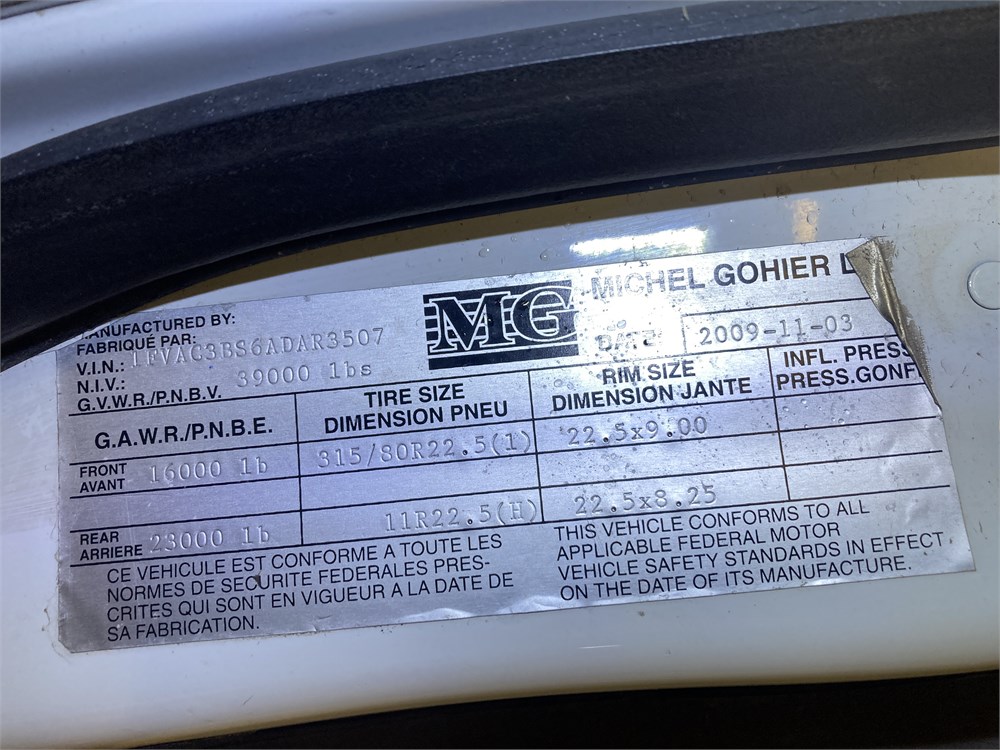 MANUFACTURED BY:
FABRIQUÉ PAR:
MG
MICHEL GOHIER
V.I.N.:
N.I.V.: 1FVAC3BS6ADAR3507
DATE 2009-11-03
G.V.W.R./P.N.B.V. 39000 lbs
G.A.W.R./P.N.B.E.
TIRE SIZE
DIMENSION PNEU
RIM SIZE
DIMENSION JANTE
INFL. PRESS
PRESS.GONF
FRONT
AVANT 16000 lb 315/80R22.5(1) 22.5x9.00
REAR
ARRIERE 23000 lb 11R22.5(H) 22.5x8.25
CE VEHICULE EST CONFORME A TOUTE LES
NORMES DE SECURITE FEDERALES PRES-
CRITES QUI SONT EN VIGUEUR A LA DATE DE
SA FABRICATION.
THIS VEHICLE CONFORMS TO ALL
APPLICABLE FEDERAL MOTOR
VEHICLE SAFETY STANDARDS IN EFFECT
ON THE DATE OF ITS MANUFACTURE.